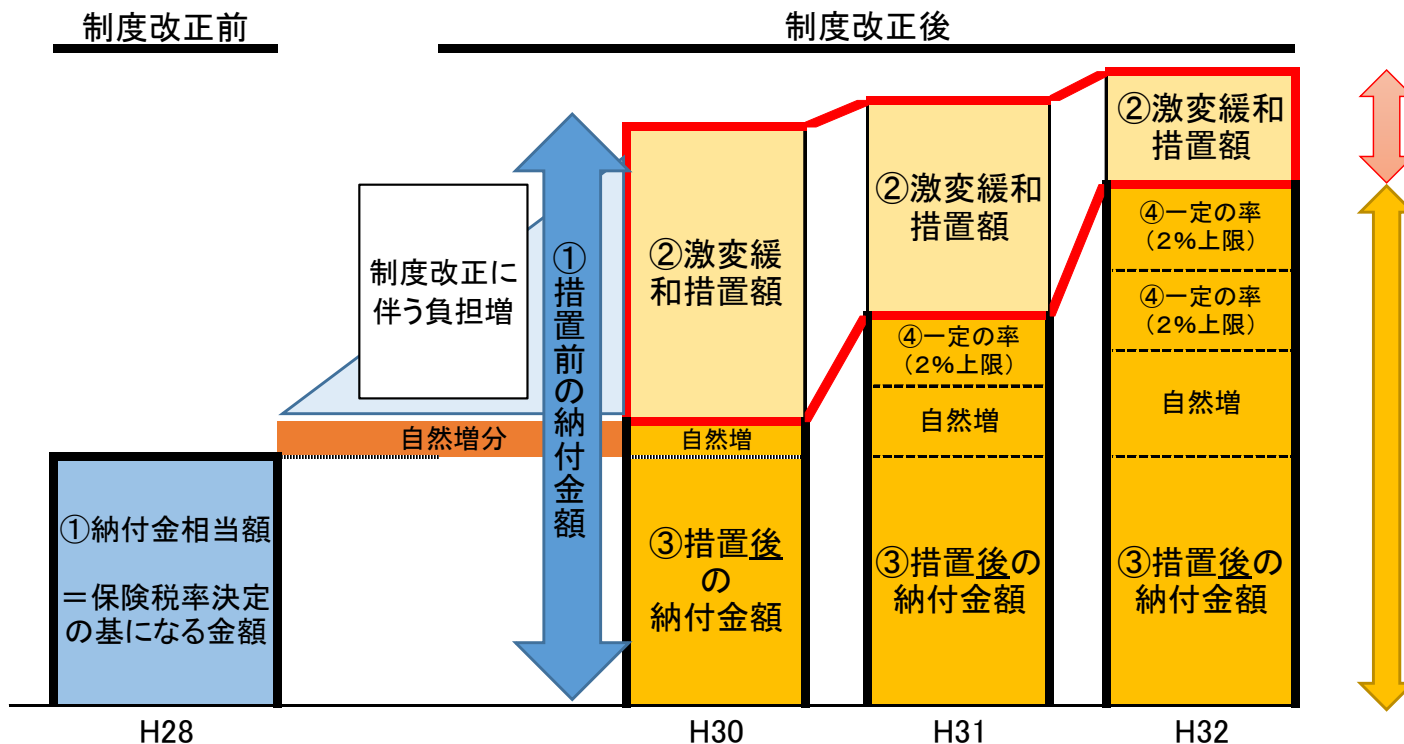 制度改正前
制度改正後
①納付金相当額
＝保険税率決定
の基になる金額
制度改正に
伴う負担増
自然増分
①措置前の納付金額
②激変緩
和措置額
自然増
③措置後
の
納付金額
②激変緩和
措置額
④一定の率
（２％上限）
自然増
③措置後の
納付金額
②激変緩和
措置額
④一定の率
（２％上限）
④一定の率
（２％上限）
自然増
③措置後の
納付金額
H28
H30
H31
H32